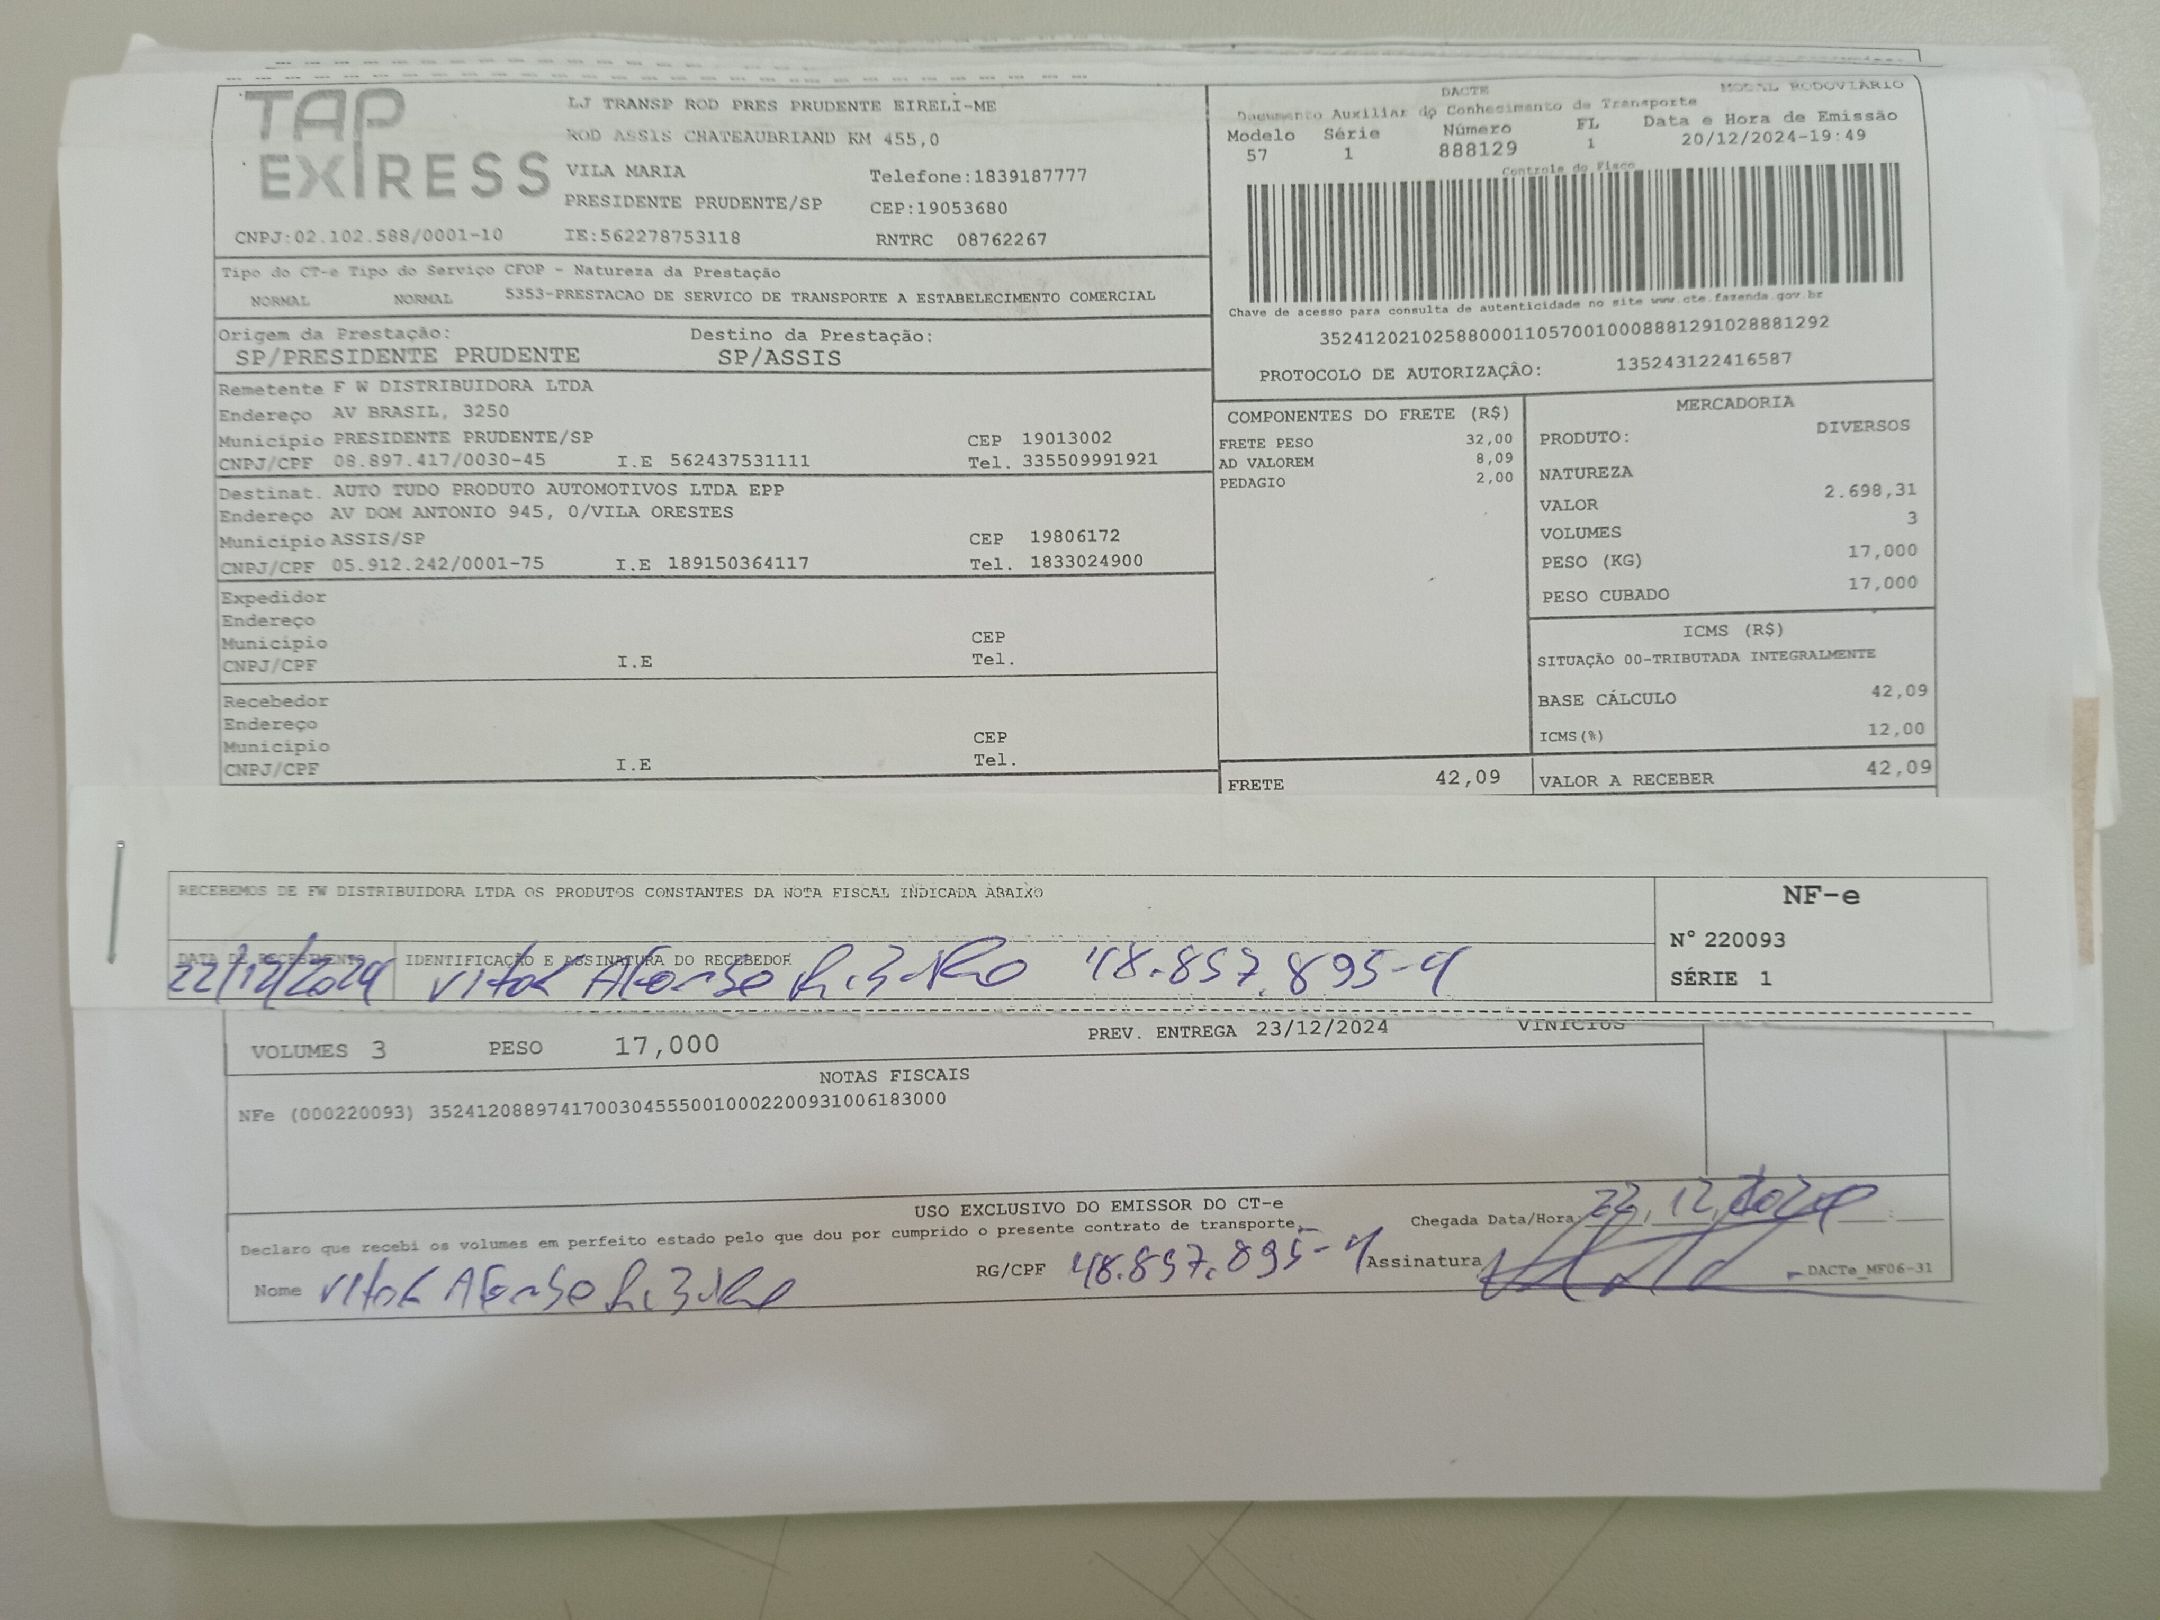 TAP
EXPRESS
LJ TRANSP ROD PRES PRUDENTE EIRELI-ME
ROD ASSIS CHATEAUBRIAND KM 455,0
VILA MARIA Telefone:1839187777
PRESIDENTE PRUDENTE/SP CEP:19053680
CNPJ:02.102.588/0001-10 IE:562278753118 RNTRC 08762267
DACTE MODAL RODOVIARIO
Documento Auxiliar do Conhecimento de Transporte
Modelo Série Número FL Data e Hora de Emissão
57 1 888129 1 20/12/2024-19:49
Controle do Fisco
Chave de acesso para consulta de autenticidade no site www.cte.fazenda.gov.br
35241202102588000110570010008881291028881292
PROTOCOLO DE AUTORIZAÇÃO: 135243122416587
Tipo do CT-e Tipo do Serviço CFOP - Natureza da Prestação
NORMAL NORMAL 5353-PRESTACAO DE SERVICO DE TRANSPORTE A ESTABELECIMENTO COMERCIAL
Origem da Prestação: Destino da Prestação:
SP/PRESIDENTE PRUDENTE SP/ASSIS
Remetente F W DISTRIBUIDORA LTDA
Endereço AV BRASIL, 3250
Município PRESIDENTE PRUDENTE/SP CEP 19013002
CNPJ/CPF 08.897.417/0030-45 I.E 562437531111 Tel. 335509991921
Destinat. AUTO TUDO PRODUTO AUTOMOTIVOS LTDA EPP
Endereço AV DOM ANTONIO 945, 0/VILA ORESTES
Município ASSIS/SP CEP 19806172
CNPJ/CPF 05.912.242/0001-75 I.E 189150364117 Tel. 1833024900
Expedidor
Endereço
Município CEP
CNPJ/CPF I.E Tel.
Recebedor
Endereço
Município CEP
CNPJ/CPF I.E Tel.
COMPONENTES DO FRETE (R$)
FRETE PESO 32,00
AD VALOREM 8,09
PEDAGIO 2,00
FRETE 42,09
MERCADORIA
PRODUTO: DIVERSOS
NATUREZA
VALOR 2.698,31
VOLUMES 3
PESO (KG) 17,000
PESO CUBADO 17,000
ICMS (R$)
SITUAÇÃO 00-TRIBUTADA INTEGRALMENTE
BASE CÁLCULO 42,09
ICMS(%) 12,00
VALOR A RECEBER 42,09
RECEBEMOS DE FW DISTRIBUIDORA LTDA OS PRODUTOS CONSTANTES DA NOTA FISCAL INDICADA ABAIXO
DATA DE RECEBIMENTO IDENTIFICAÇÃO E ASSINATURA DO RECEBEDOR
22/12/2024 Vitor Afonso 48.857.895-4
NF-e
N° 220093
SÉRIE 1
VOLUMES 3 PESO 17,000 PREV. ENTREGA 23/12/2024 VINICIUS
NOTAS FISCAIS
NFe (000220093) 35241208897417003045550010002200931006183000
USO EXCLUSIVO DO EMISSOR DO CT-e
Declaro que recebi os volumes em perfeito estado pelo que dou por cumprido o presente contrato de transporte. Chegada Data/Hora: 22,12,2024
Nome Vitor Afonso RG/CPF 48.857.895-4 Assinatura DACTe_MF06-31